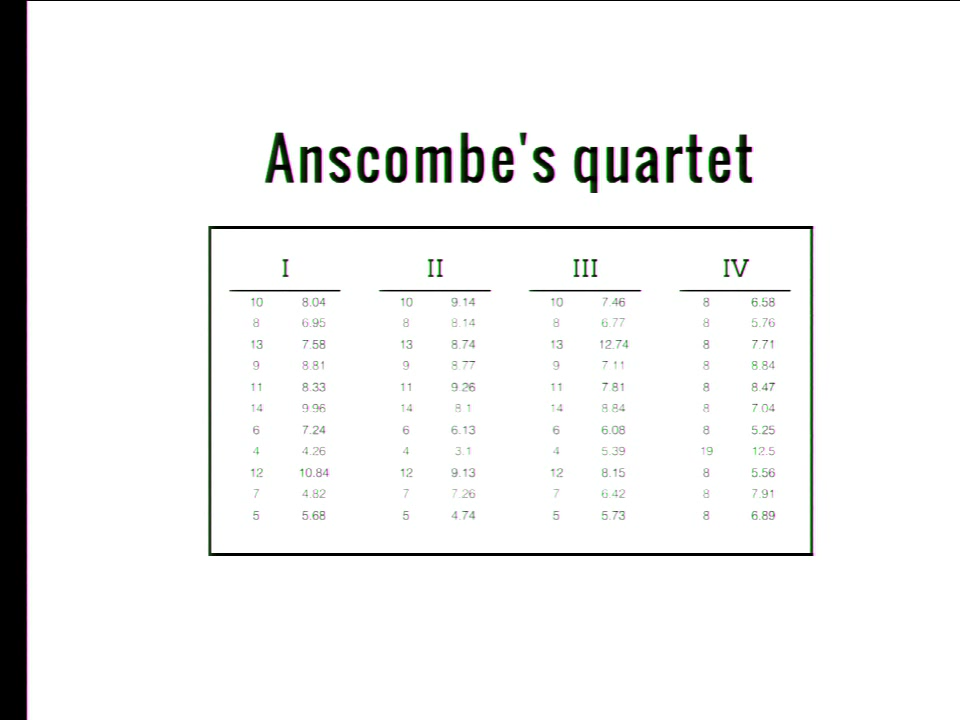 Anscombe's quartet
I II III IV
10 8.04 10 9.14 10 7.46 8 6.58
8 6.95 8 8.14 8 6.77 8 5.76
13 7.58 13 8.74 13 12.74 8 7.71
9 8.81 9 8.77 9 7.11 8 8.84
11 8.33 11 9.26 11 7.81 8 8.47
14 9.96 14 8.1 14 8.84 8 7.04
6 7.24 6 6.13 6 6.08 8 5.25
4 4.26 4 3.1 4 5.39 19 12.5
12 10.84 12 9.13 12 8.15 8 5.56
7 4.82 7 7.26 7 6.42 8 7.91
5 5.68 5 4.74 5 5.73 8 6.89